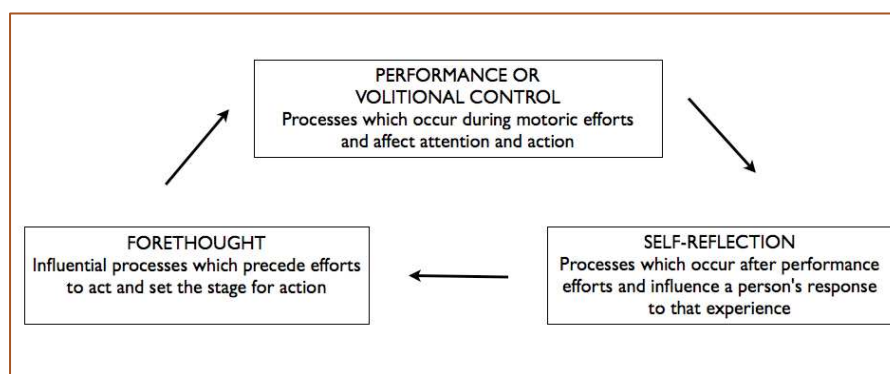 PERFORMANCE OR
VOLITIONAL CONTROL
Processes which occur during motoric efforts
and affect attention and action
FORETHOUGHT
Influential processes which precede efforts
to act and set the stage for action
SELF-REFLECTION
Processes which occur after performance
efforts and influence a person's response
to that experience